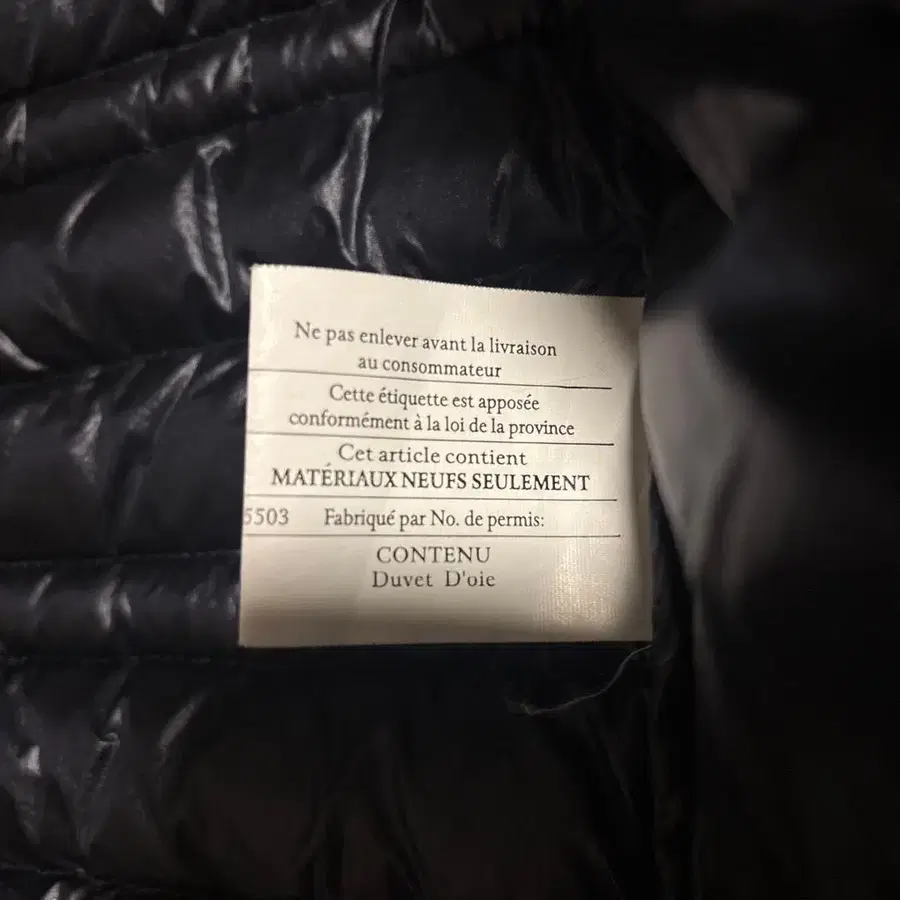 Ne pas enlever avant la livraison
au consommateur
Cette étiquette est apposée
conformément à la loi de la province
Cet article contient
MATÉRIAUX NEUFS SEULEMENT
5503 Fabriqué par No. de permis:
CONTENU
Duvet D'oie